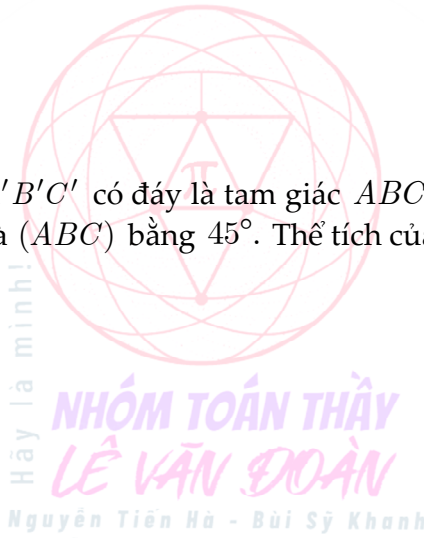 π
′B′C′ có đáy là tam giác ABC
(ABC) bằng 45°. Thể tích củ
Hãy là mình!
NHÓM TOÁN THẦY
LÊ VĂN ĐOÀN
Nguyễn Tiến Hà - Bùi Sỹ Khanh